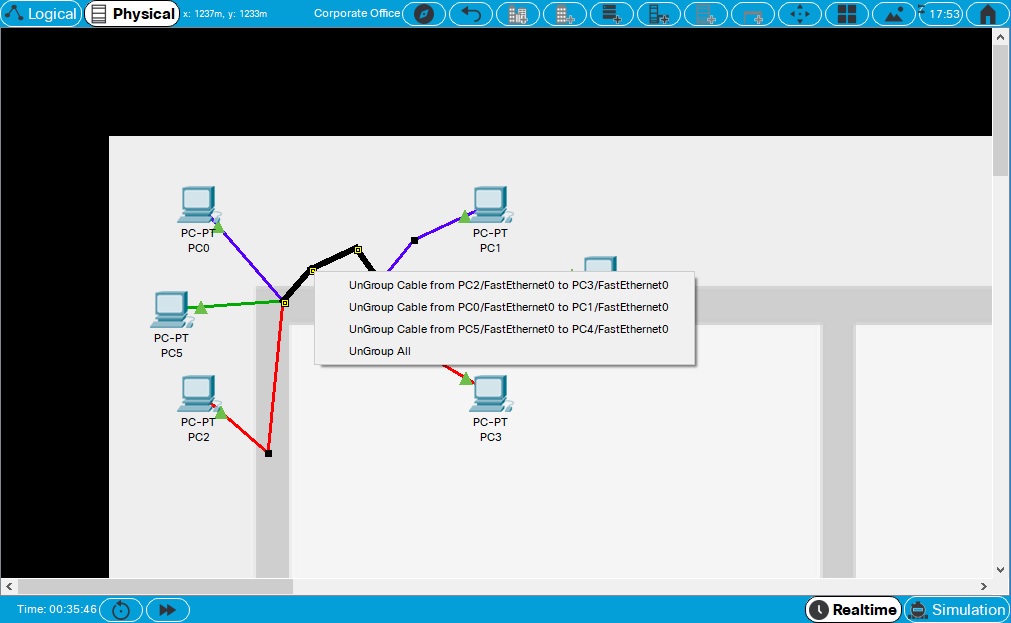 Logical
Physical
x: 1237m, y: 1233m
Corporate Office
17:53
PC-PT
PC0
PC-PT
PC1
UnGroup Cable from PC2/FastEthernet0 to PC3/FastEthernet0
UnGroup Cable from PC0/FastEthernet0 to PC1/FastEthernet0
UnGroup Cable from PC5/FastEthernet0 to PC4/FastEthernet0
UnGroup All
PC-PT
PC5
PC-PT
PC2
PC-PT
PC3
Time: 00:35:46
Realtime
Simulation